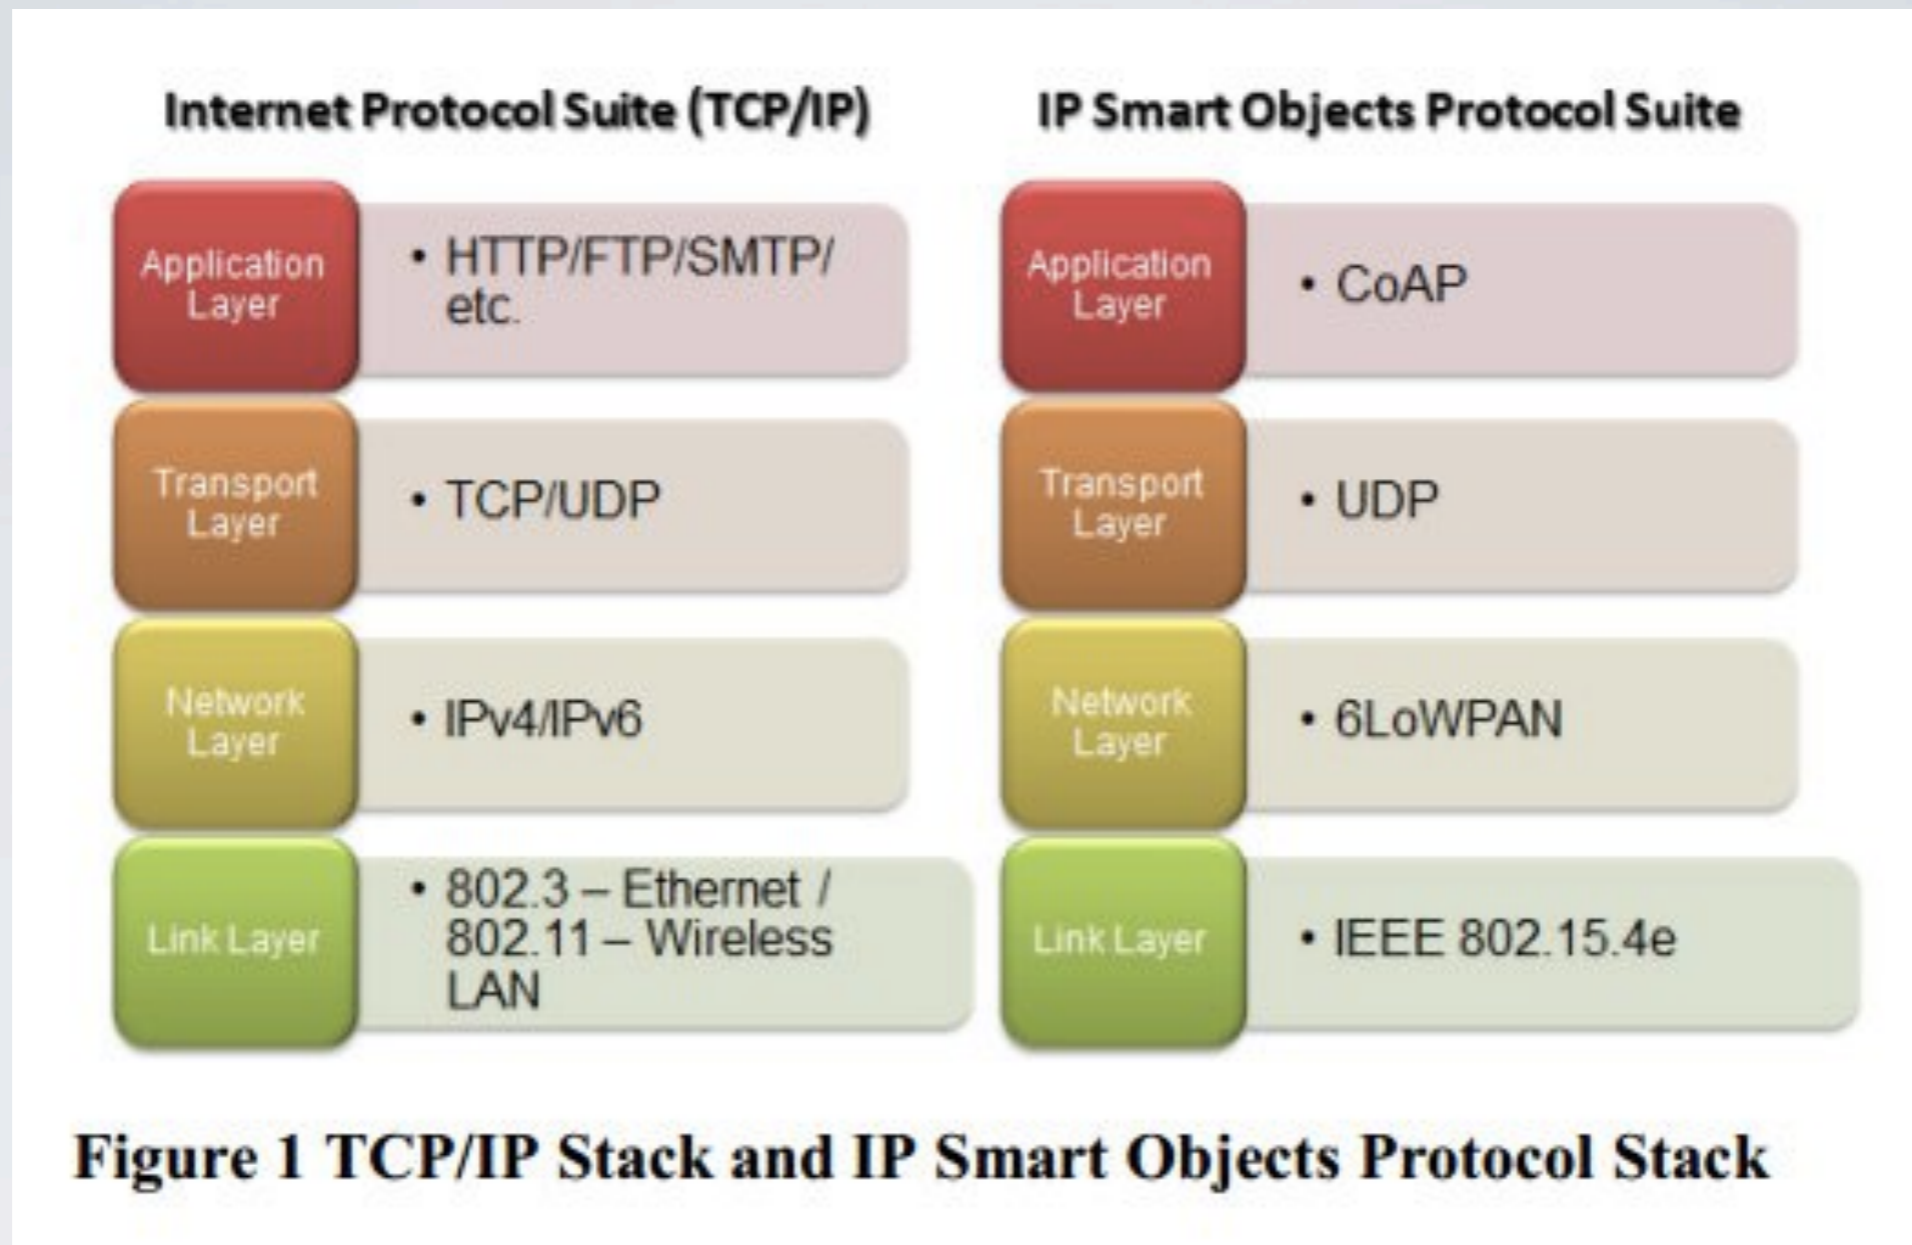 Internet Protocol Suite (TCP/IP)
Application
Layer
• HTTP/FTP/SMTP/
etc.
Transport
Layer
• TCP/UDP
Network
Layer
• IPv4/IPv6
Link Layer
• 802.3 – Ethernet /
802.11 – Wireless
LAN
IP Smart Objects Protocol Suite
Application
Layer
• CoAP
Transport
Layer
• UDP
Network
Layer
• 6LoWPAN
Link Layer
• IEEE 802.15.4e
Figure 1 TCP/IP Stack and IP Smart Objects Protocol Stack